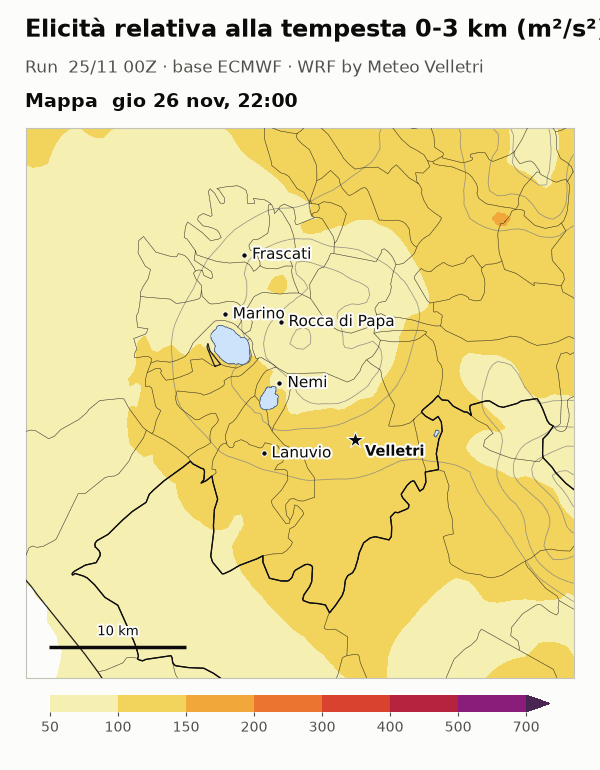 Elicità relativa alla tempesta 0-3 km (m²/s²)
Run 25/11 00Z · base ECMWF · WRF by Meteo Velletri
Mappa gio 26 nov, 22:00
Frascati
Marino
Rocca di Papa
Nemi
Velletri
Lanuvio
10 km
50 100 150 200 300 400 500 700